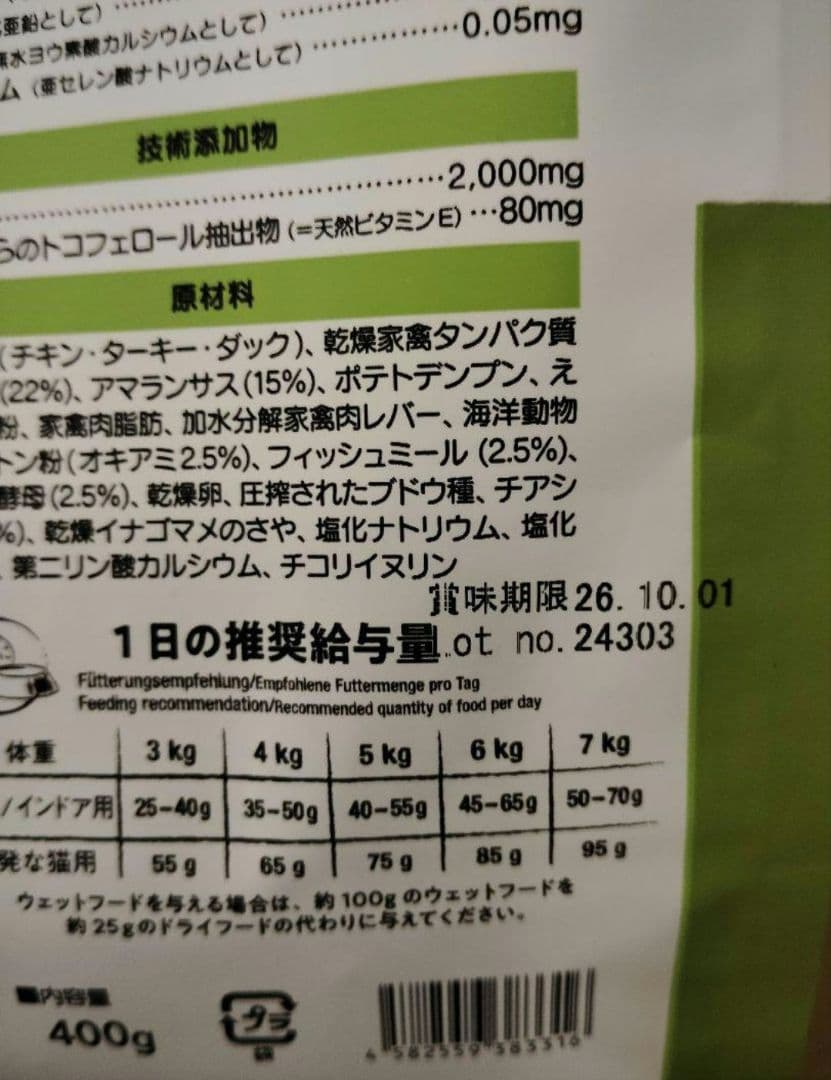 亜鉛として)
水ヨウ素酸カルシウムとして)
ム (亜セレン酸ナトリウムとして) ……………0.05mg
技術添加物
……………2,000mg
らのトコフェロール抽出物 (=天然ビタミンE) …80mg
原材料
(チキン・ターキー・ダック)、乾燥家禽タンパク質
(22%)、アマランサス(15%)、ポテトデンプン、え
粉、家禽肉脂肪、加水分解家禽肉レバー、海洋動物
トン粉(オキアミ2.5%)、フィッシュミール (2.5%)、
酵母(2.5%)、乾燥卵、圧搾されたブドウ種、チアシ
%)、乾燥イナゴマメのさや、塩化ナトリウム、塩化
、第二リン酸カルシウム、チコリイヌリン
賞味期限 26. 10. 01
1日の推奨給与量.ot no. 24303
Fütterungsempfehlung/Empfohlene Futtermenge pro Tag
Feeding recommendation/Recommended quantity of food per day
体重 3 kg 4 kg 5 kg 6 kg 7 kg
/インドア用 25-40g 35-50g 40-55g 45-65g 50-70g
発な猫用 55 g 65 g 75 g 85 g 95 g
ウェットフードを与える場合は、約 100g のウェットフードを
約 25gのドライフードの代わりに与えてください。
■内容量
400g
プラ
袋
4 582559 583310